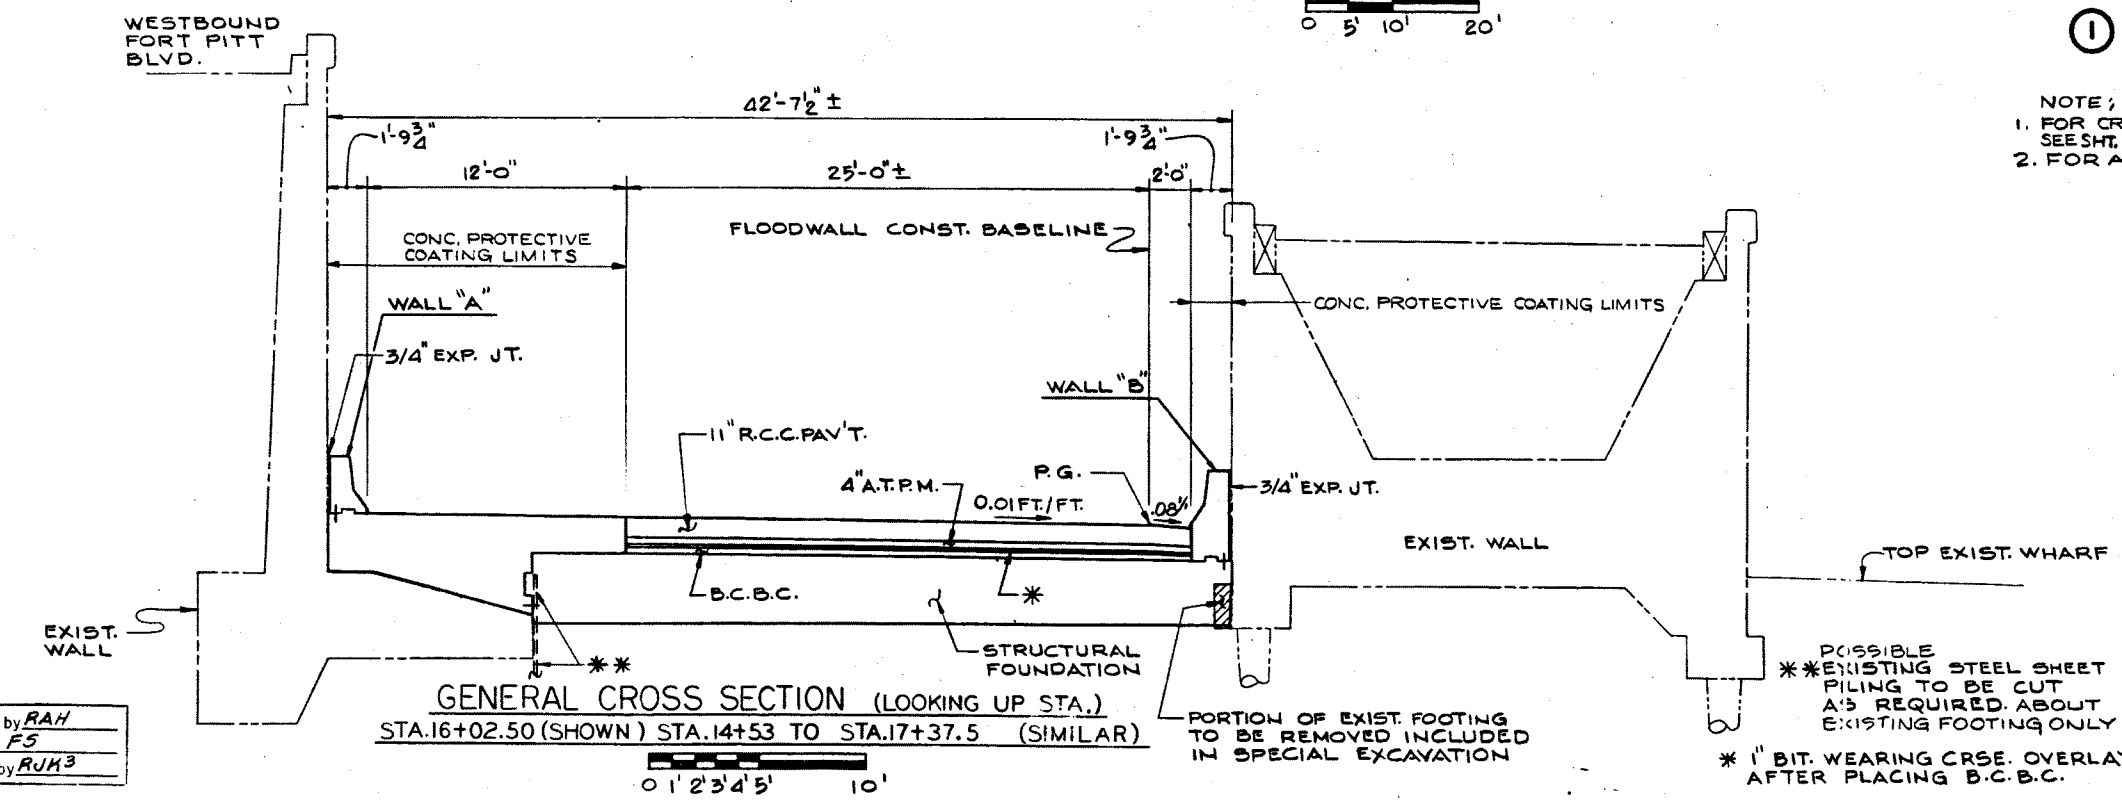 WESTBOUND
FORT PITT
BLVD.
0 5' 10' 20'
1
NOTE;
1. FOR CR
SEE SHT.
2. FOR A
42'-7½" ±
1'-9¾"
1'-9¾"
12'-0"
25'-0" ±
2'-0"
CONC. PROTECTIVE
COATING LIMITS
FLOODWALL CONST. BASELINE
WALL "A"
CONC. PROTECTIVE COATING LIMITS
3/4" EXP. JT.
WALL "B"
11" R.C.C. PAV'T.
P.G.
4" A.T.P.M.
0.01 FT./FT.
.08'/'
3/4" EXP. JT.
EXIST. WALL
TOP EXIST. WHARF
B.C.B.C.
*
EXIST.
WALL
* *
STRUCTURAL
FOUNDATION
POSSIBLE
* * EXISTING STEEL SHEET
PILING TO BE CUT
AS REQUIRED. ABOUT
EXISTING FOOTING ONLY
GENERAL CROSS SECTION (LOOKING UP STA.)
STA.16+02.50 (SHOWN) STA.14+53 TO STA.17+37.5 (SIMILAR)
PORTION OF EXIST. FOOTING
TO BE REMOVED INCLUDED
IN SPECIAL EXCAVATION
* 1" BIT. WEARING CRSE. OVERLA
AFTER PLACING B.C.B.C.
by RAH
FS
by RJK3
0 1' 2' 3' 4' 5' 10'